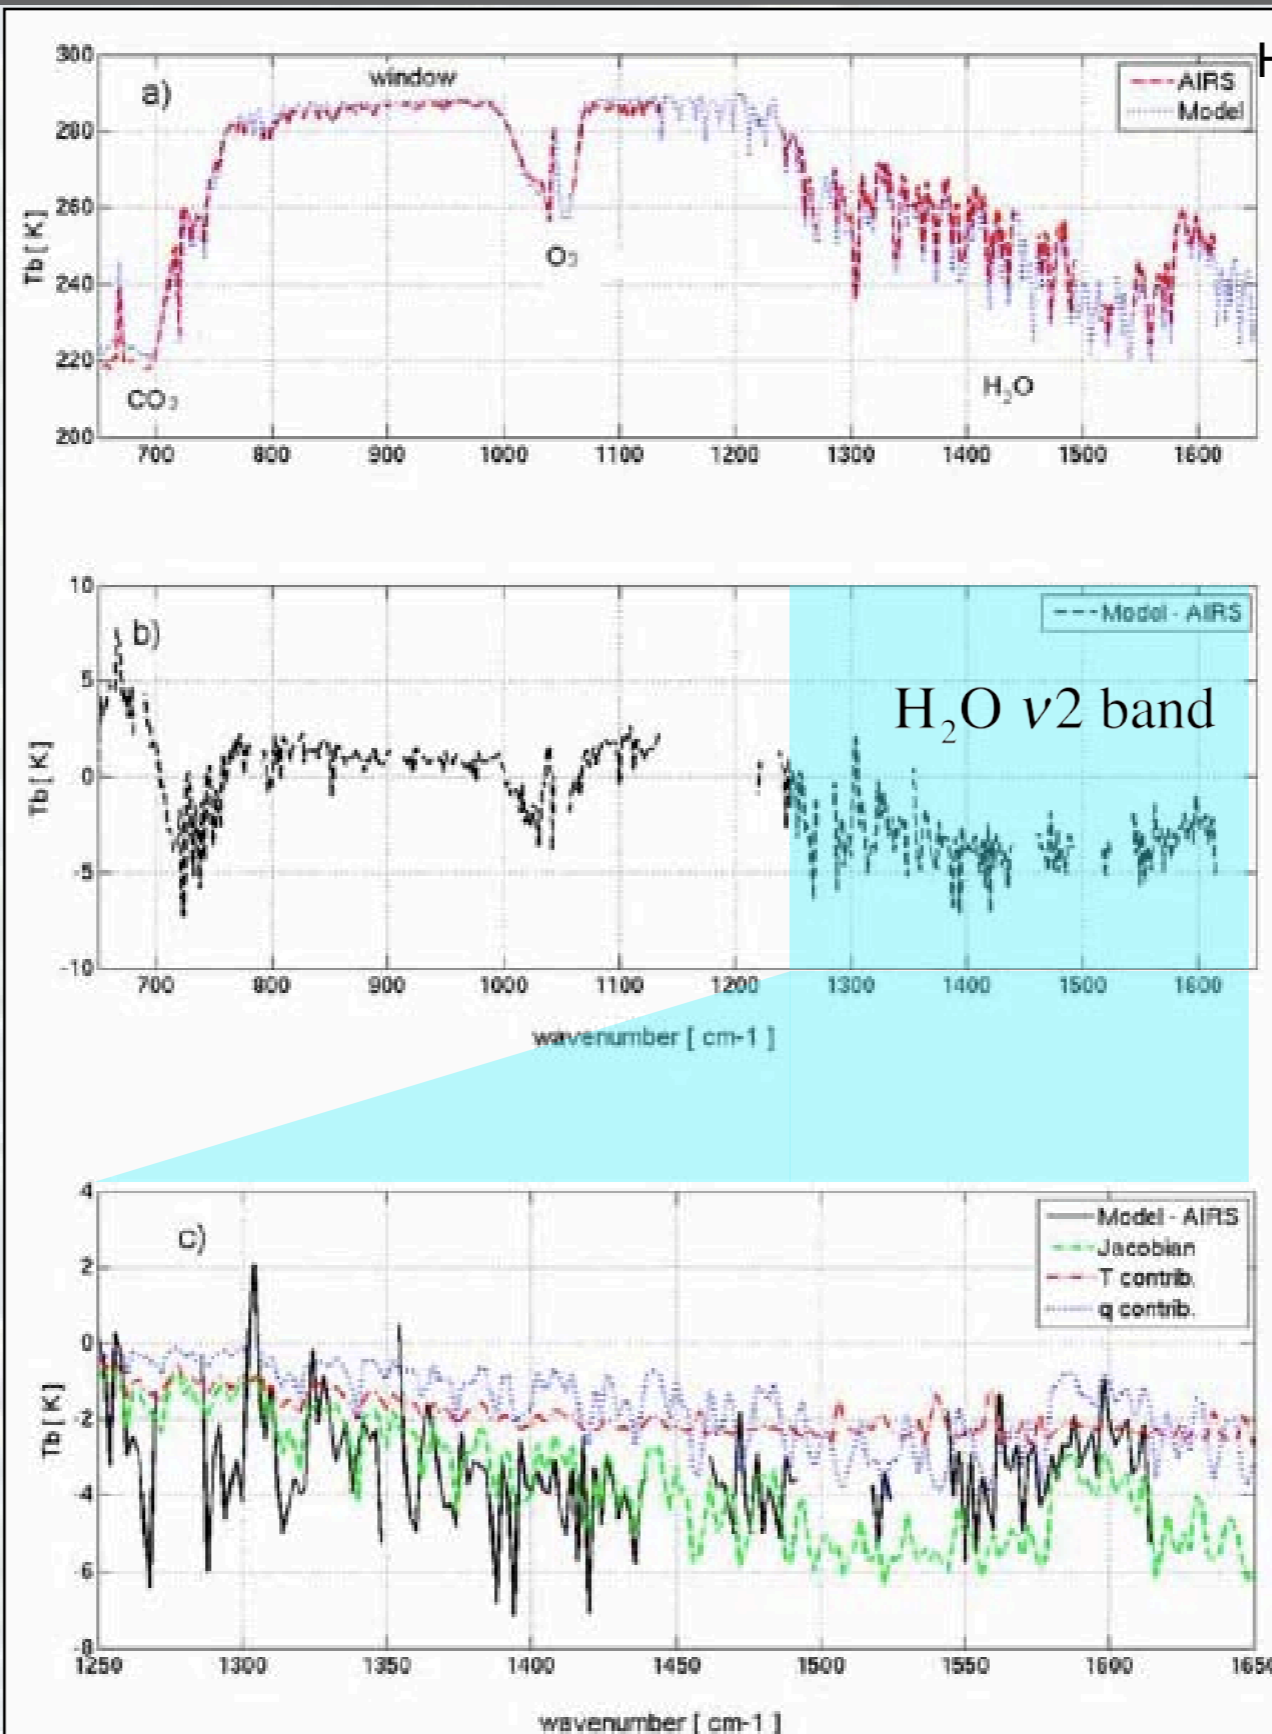 H
a)
window
AIRS
Model
300
280
260
240
220
200
Tb [ K]
CO₂
O₃
H₂O
700 800 900 1000 1100 1200 1300 1400 1500 1600
b)
Model - AIRS
H₂O ν2 band
10
5
0
-5
-10
Tb [ K]
700 800 900 1000 1100 1200 1300 1400 1500 1600
wavenumber [ cm-1 ]
c)
Model - AIRS
Jacobian
T contrib.
q contrib.
4
2
0
-2
-4
-6
-8
Tb [ K]
1250 1300 1350 1400 1450 1500 1550 1600 1650
wavenumber [ cm-1 ]